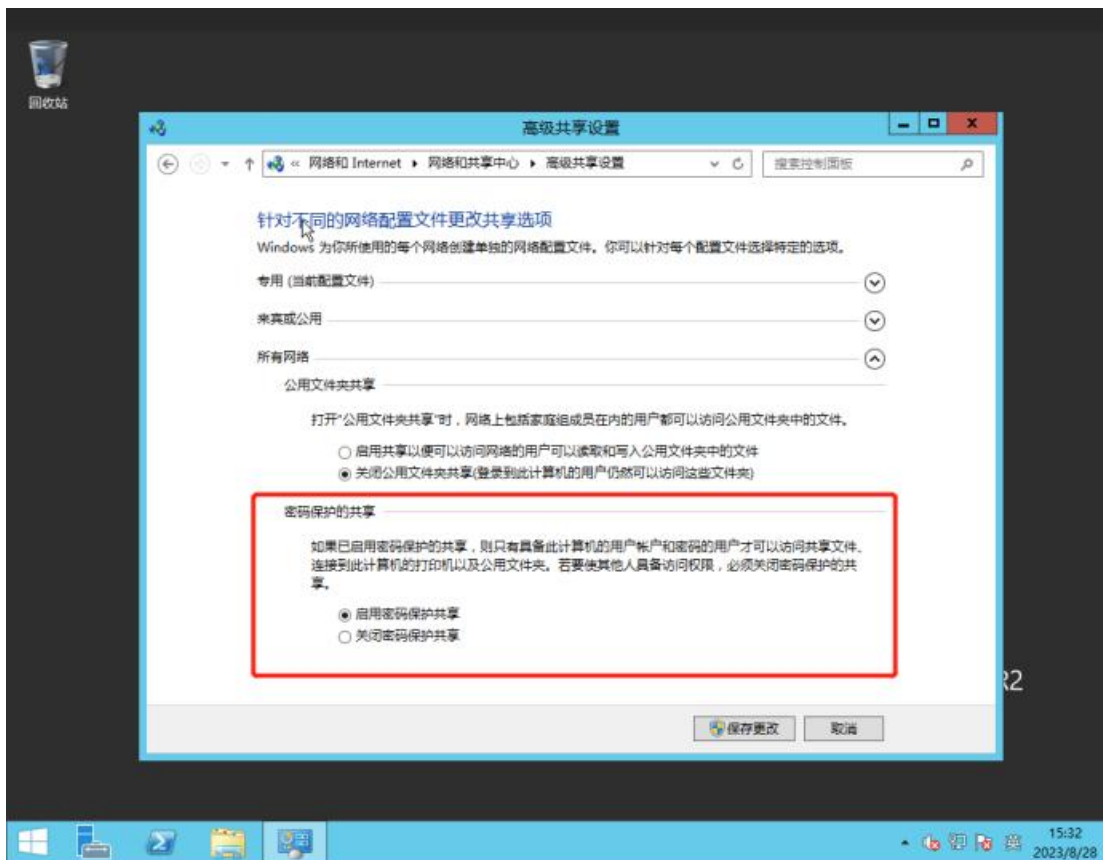 回收站
高级共享设置
« 网络和 Internet ▸ 网络和共享中心 ▸ 高级共享设置
搜索控制面板
针对不同的网络配置文件更改共享选项
Windows 为你所使用的每个网络创建单独的网络配置文件。你可以针对每个配置文件选择特定的选项。
专用 (当前配置文件)
来宾或公用
所有网络
公用文件夹共享
打开“公用文件夹共享”时，网络上包括家庭组成员在内的用户都可以访问公用文件夹中的文件。
启用共享以便可以访问网络的用户可以读取和写入公用文件夹中的文件
关闭公用文件夹共享(登录到此计算机的用户仍然可以访问这些文件夹)
密码保护的共享
如果已启用密码保护的共享，则只有具备此计算机的用户帐户和密码的用户才可以访问共享文件、
连接到此计算机的打印机以及公用文件夹。若要使其他人具备访问权限，必须关闭密码保护的共
享。
启用密码保护共享
关闭密码保护共享
R2
保存更改
取消
英
15:32
2023/8/28